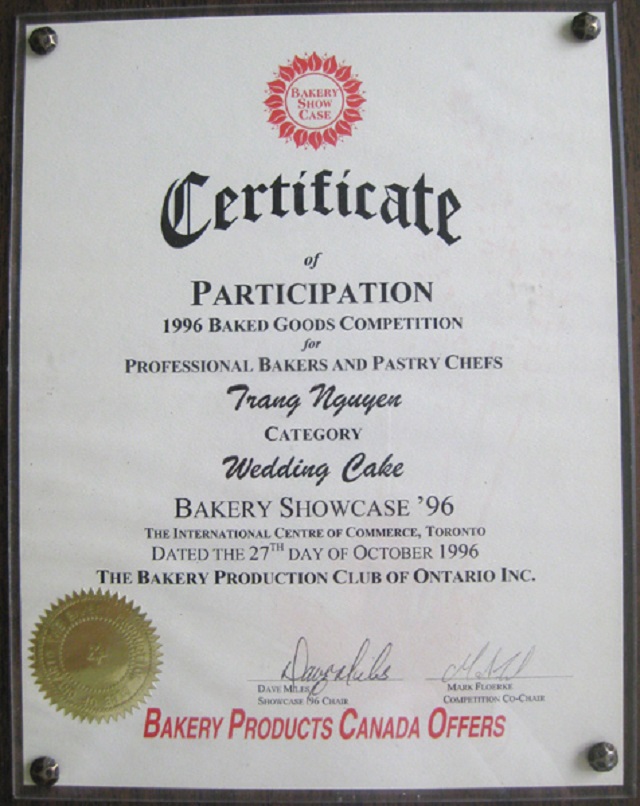 BAKERY
SHOW
CASE
Certificate
of
PARTICIPATION
1996 BAKED GOODS COMPETITION
for
PROFESSIONAL BAKERS AND PASTRY CHEFS
Trang Nguyen
CATEGORY
Wedding Cake
BAKERY SHOWCASE '96
THE INTERNATIONAL CENTRE OF COMMERCE, TORONTO
DATED THE 27TH DAY OF OCTOBER 1996
THE BAKERY PRODUCTION CLUB OF ONTARIO INC.
Dave Miles
DAVE MILES MARK FLOERKE
SHOWCASE '96 CHAIR COMPETITION CO-CHAIR
BAKERY PRODUCTS CANADA OFFERS